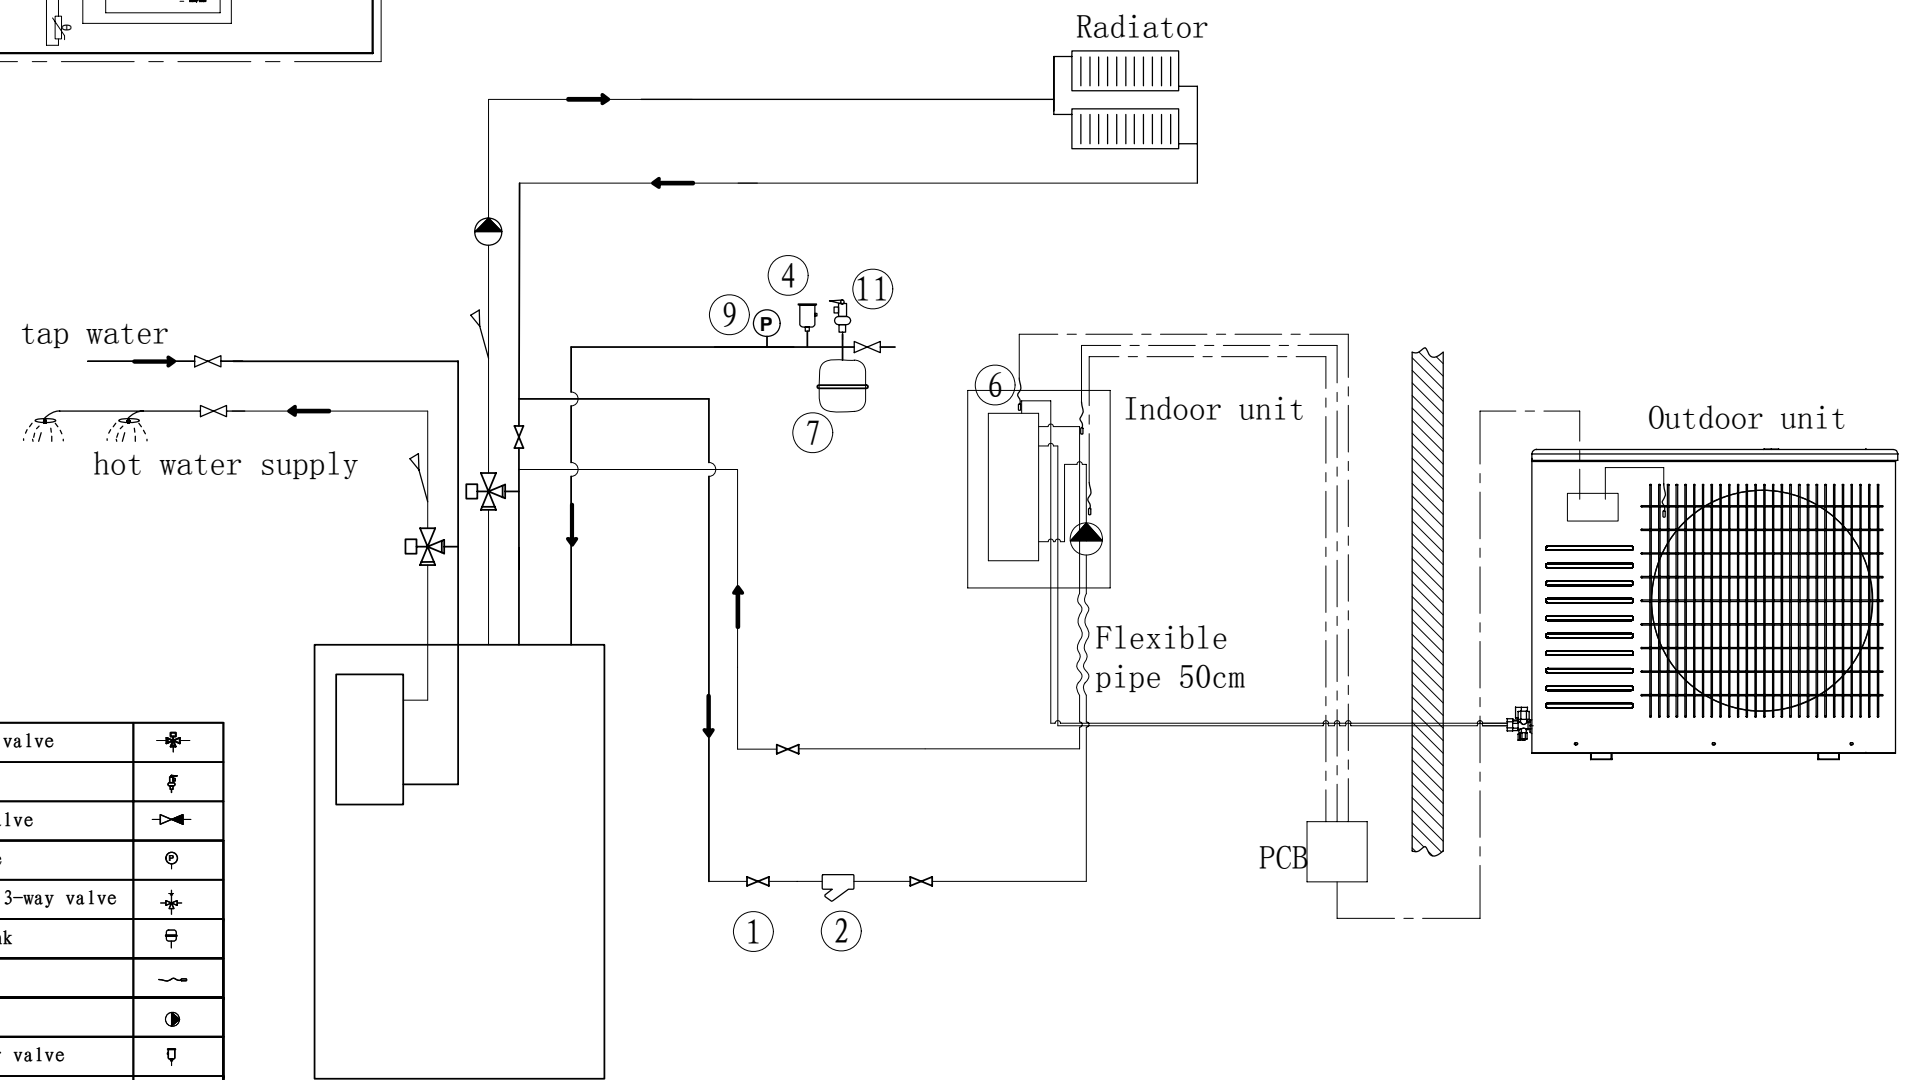 Radiator
4
11
9
P
tap water
6
Indoor unit
Outdoor unit
7
hot water supply
Flexible
pipe 50cm
valve
P
3-way valve
valve
PCB
1
2